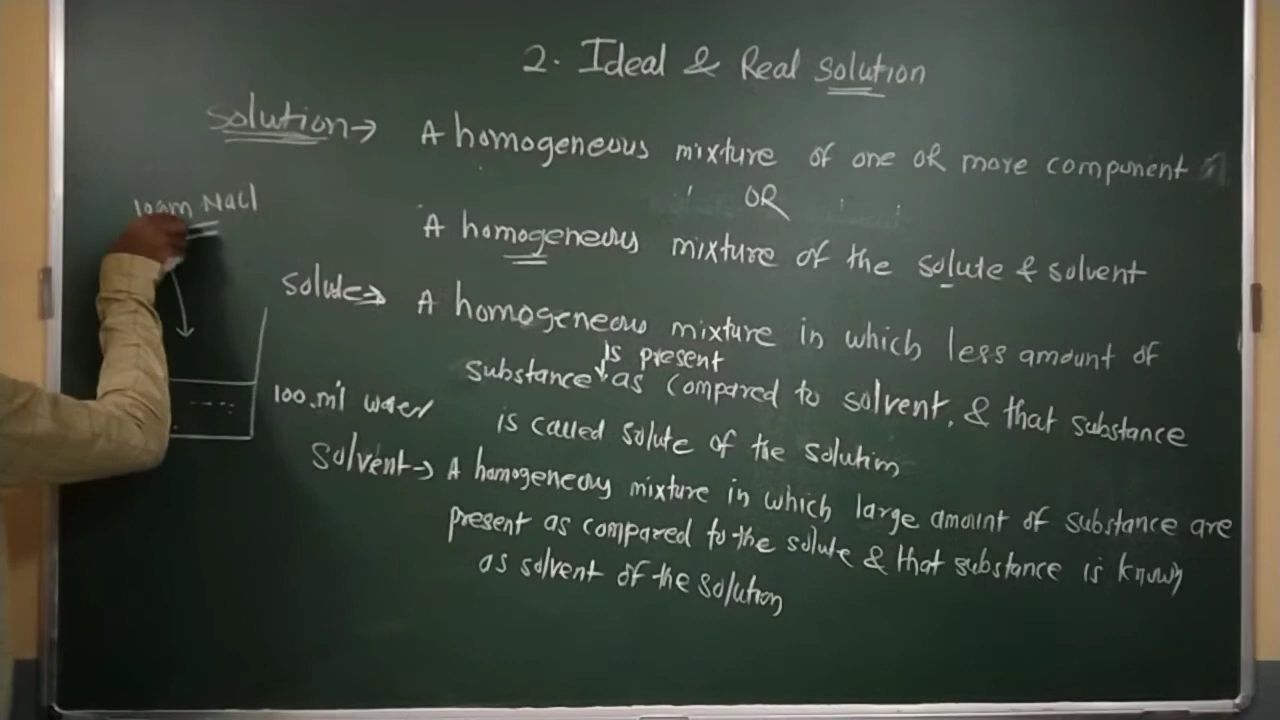 2. Ideal & Real Solution
Solution → A homogeneous mixture of one or more component
OR
A homogeneous mixture of the solute & solvent
NaCl
Solute → A homogeneous mixture in which less amount of
is present
substance as compared to solvent, & that substance
is called solute of the solution
100.ml water
Solvent → A homogeneous mixture in which large amount of substance are
present as compared to the solute & that substance is known
as solvent of the solution